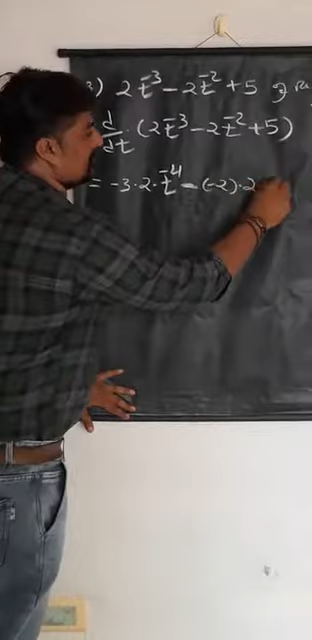 3) 2t⁻³ - 2t⁻² + 5
d/dt (2t⁻³ - 2t⁻² + 5)
= -3·2·t⁻⁴ - (-2)·2